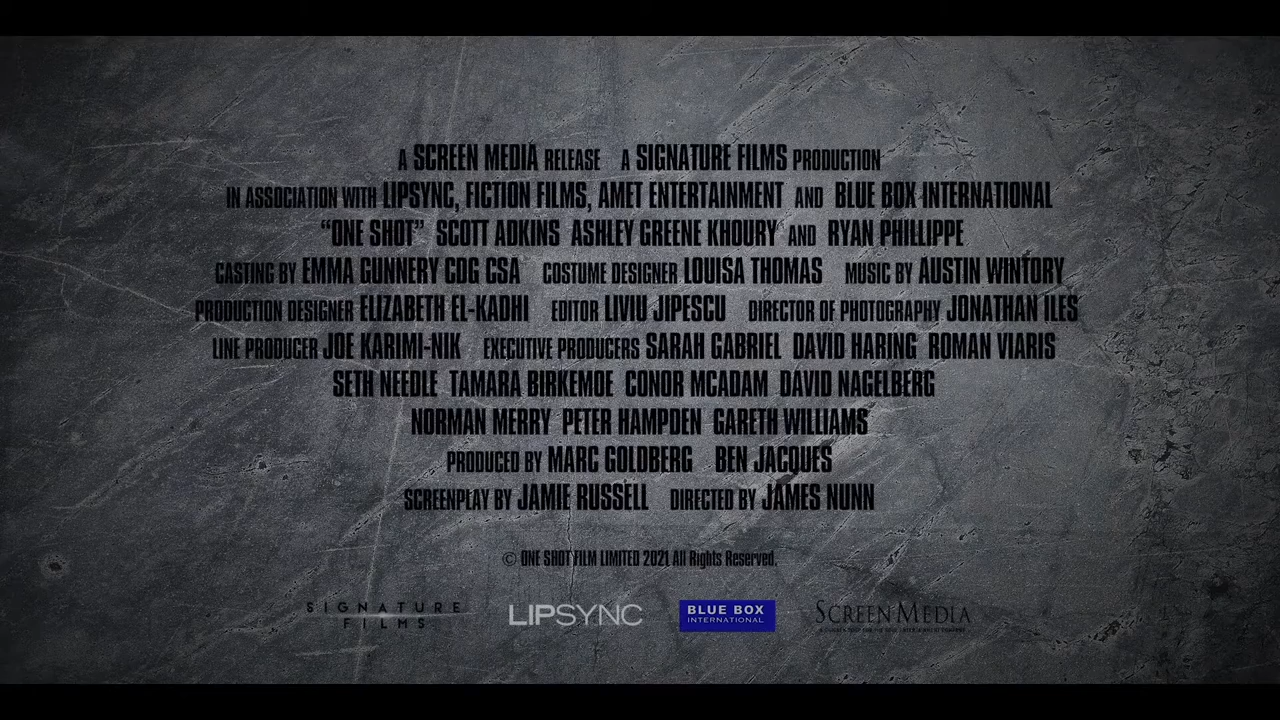 A SCREEN MEDIA RELEASE A SIGNATURE FILMS PRODUCTION
IN ASSOCIATION WITH LIPSYNC, FICTION FILMS, AMET ENTERTAINMENT AND BLUE BOX INTERNATIONAL
“ONE SHOT” SCOTT ADKINS ASHLEY GREENE KHOURY AND RYAN PHILLIPPE
CASTING BY EMMA GUNNERY CDG CSA COSTUME DESIGNER LOUISA THOMAS MUSIC BY AUSTIN WINTORY
PRODUCTION DESIGNER ELIZABETH EL-KADHI EDITOR LIVIU JIPESCU DIRECTOR OF PHOTOGRAPHY JONATHAN ILES
LINE PRODUCER JOE KARIMI-NIK EXECUTIVE PRODUCERS SARAH GABRIEL DAVID HARING ROMAN VIARIS
SETH NEEDLE TAMARA BIRKEMOE CONOR MCADAM DAVID NAGELBERG
NORMAN MERRY PETER HAMPDEN GARETH WILLIAMS
PRODUCED BY MARC GOLDBERG BEN JACQUES
SCREENPLAY BY JAMIE RUSSELL DIRECTED BY JAMES NUNN
© ONE SHOT FILM LIMITED 2021 All Rights Reserved.
SIGNATURE
FILMS
LIPSYNC
BLUE BOX
INTERNATIONAL
SCREENMEDIA